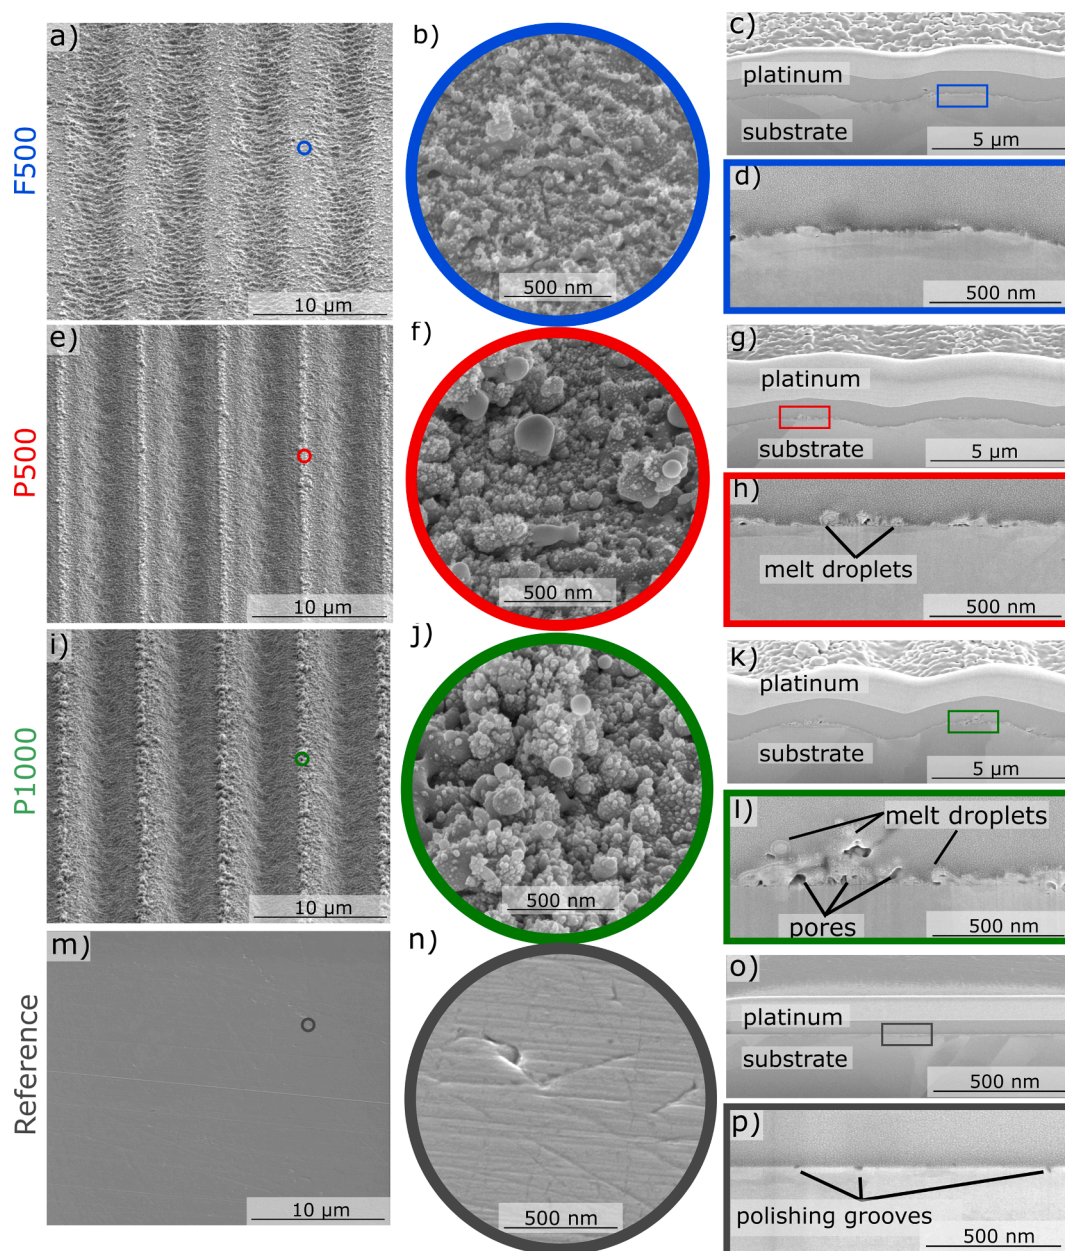 a)
b)
c)
platinum
substrate
5 µm
F500
10 µm
500 nm
d)
500 nm
e)
f)
g)
platinum
substrate
5 µm
P500
10 µm
500 nm
h)
melt droplets
500 nm
i)
j)
k)
platinum
substrate
5 µm
P1000
10 µm
500 nm
l)
melt droplets
pores
500 nm
m)
n)
o)
platinum
substrate
500 nm
Reference
10 µm
500 nm
p)
polishing grooves
500 nm